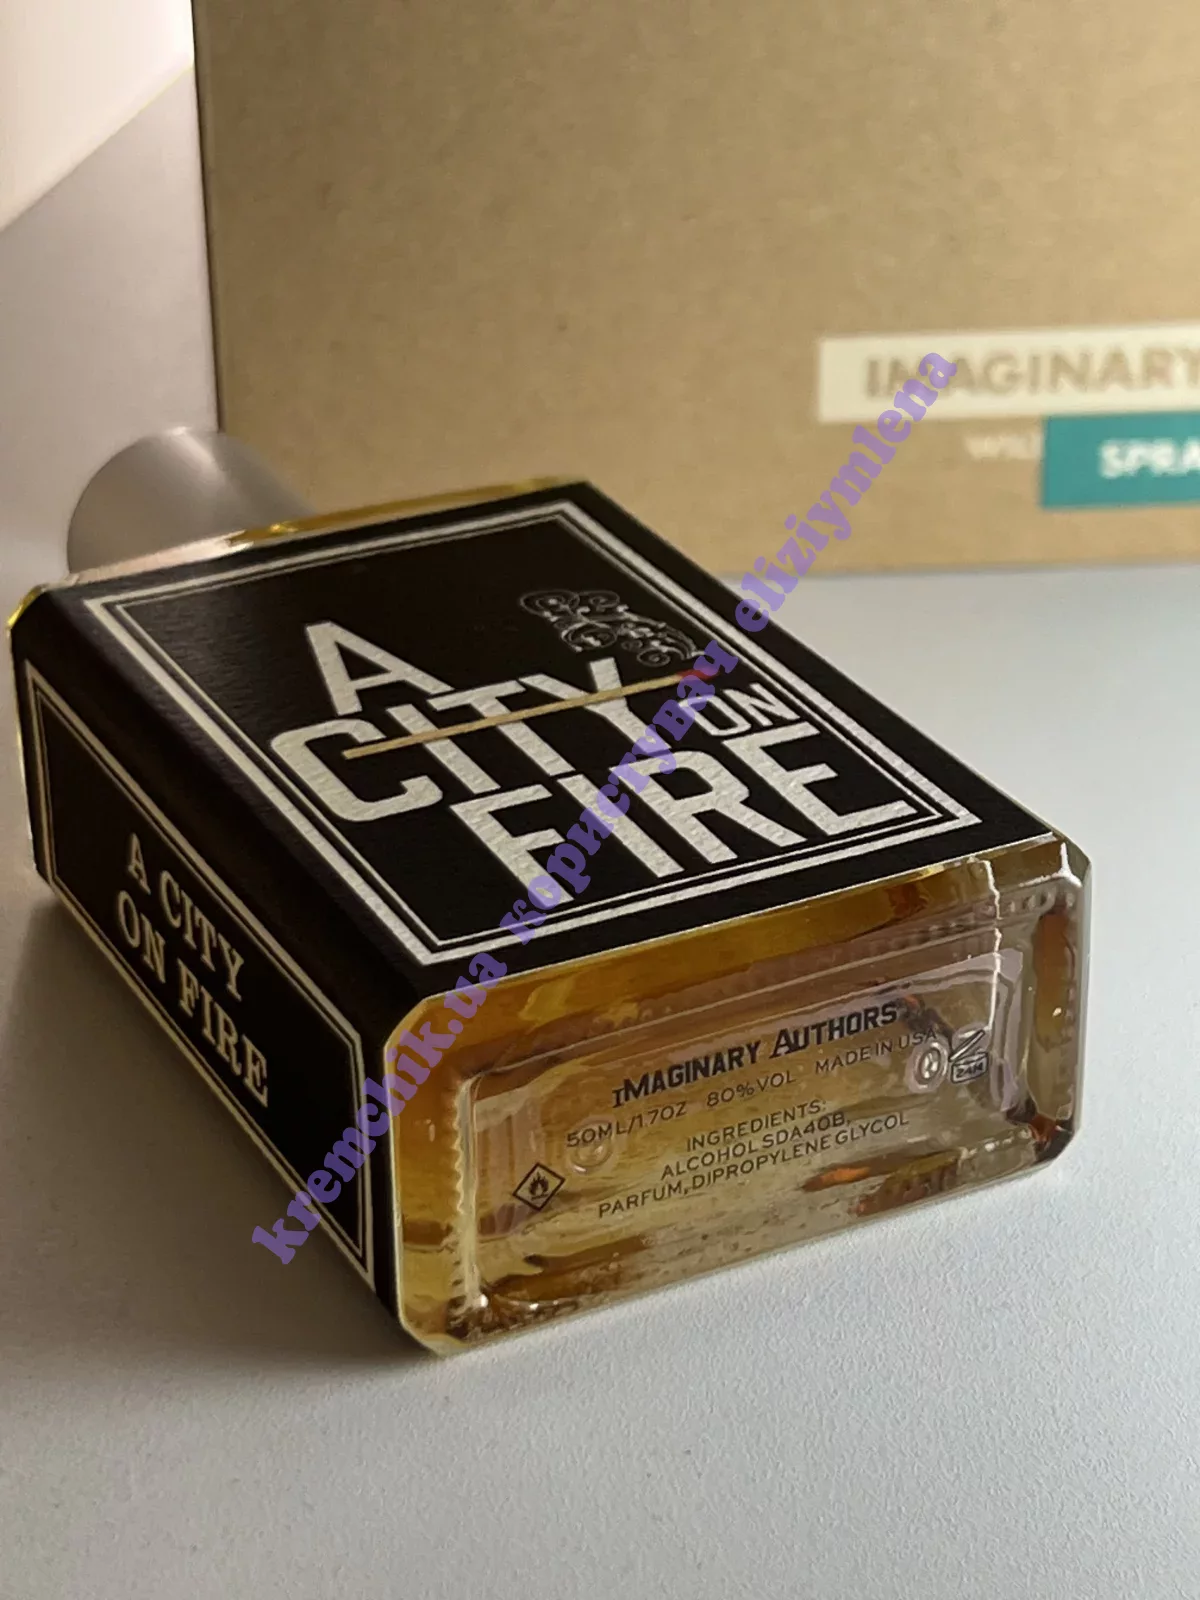 IMAGINARY
SPRA
A
CITY
ON
FIRE
A CITY
ON FIRE
IMAGINARY AUTHORS
50ML/1.7OZ 80%VOL MADE IN USA
24M
INGREDIENTS:
ALCOHOL SDA40B,
PARFUM, DIPROPYLENE GLYCOL
kremchik.ua користувач eliziymlena